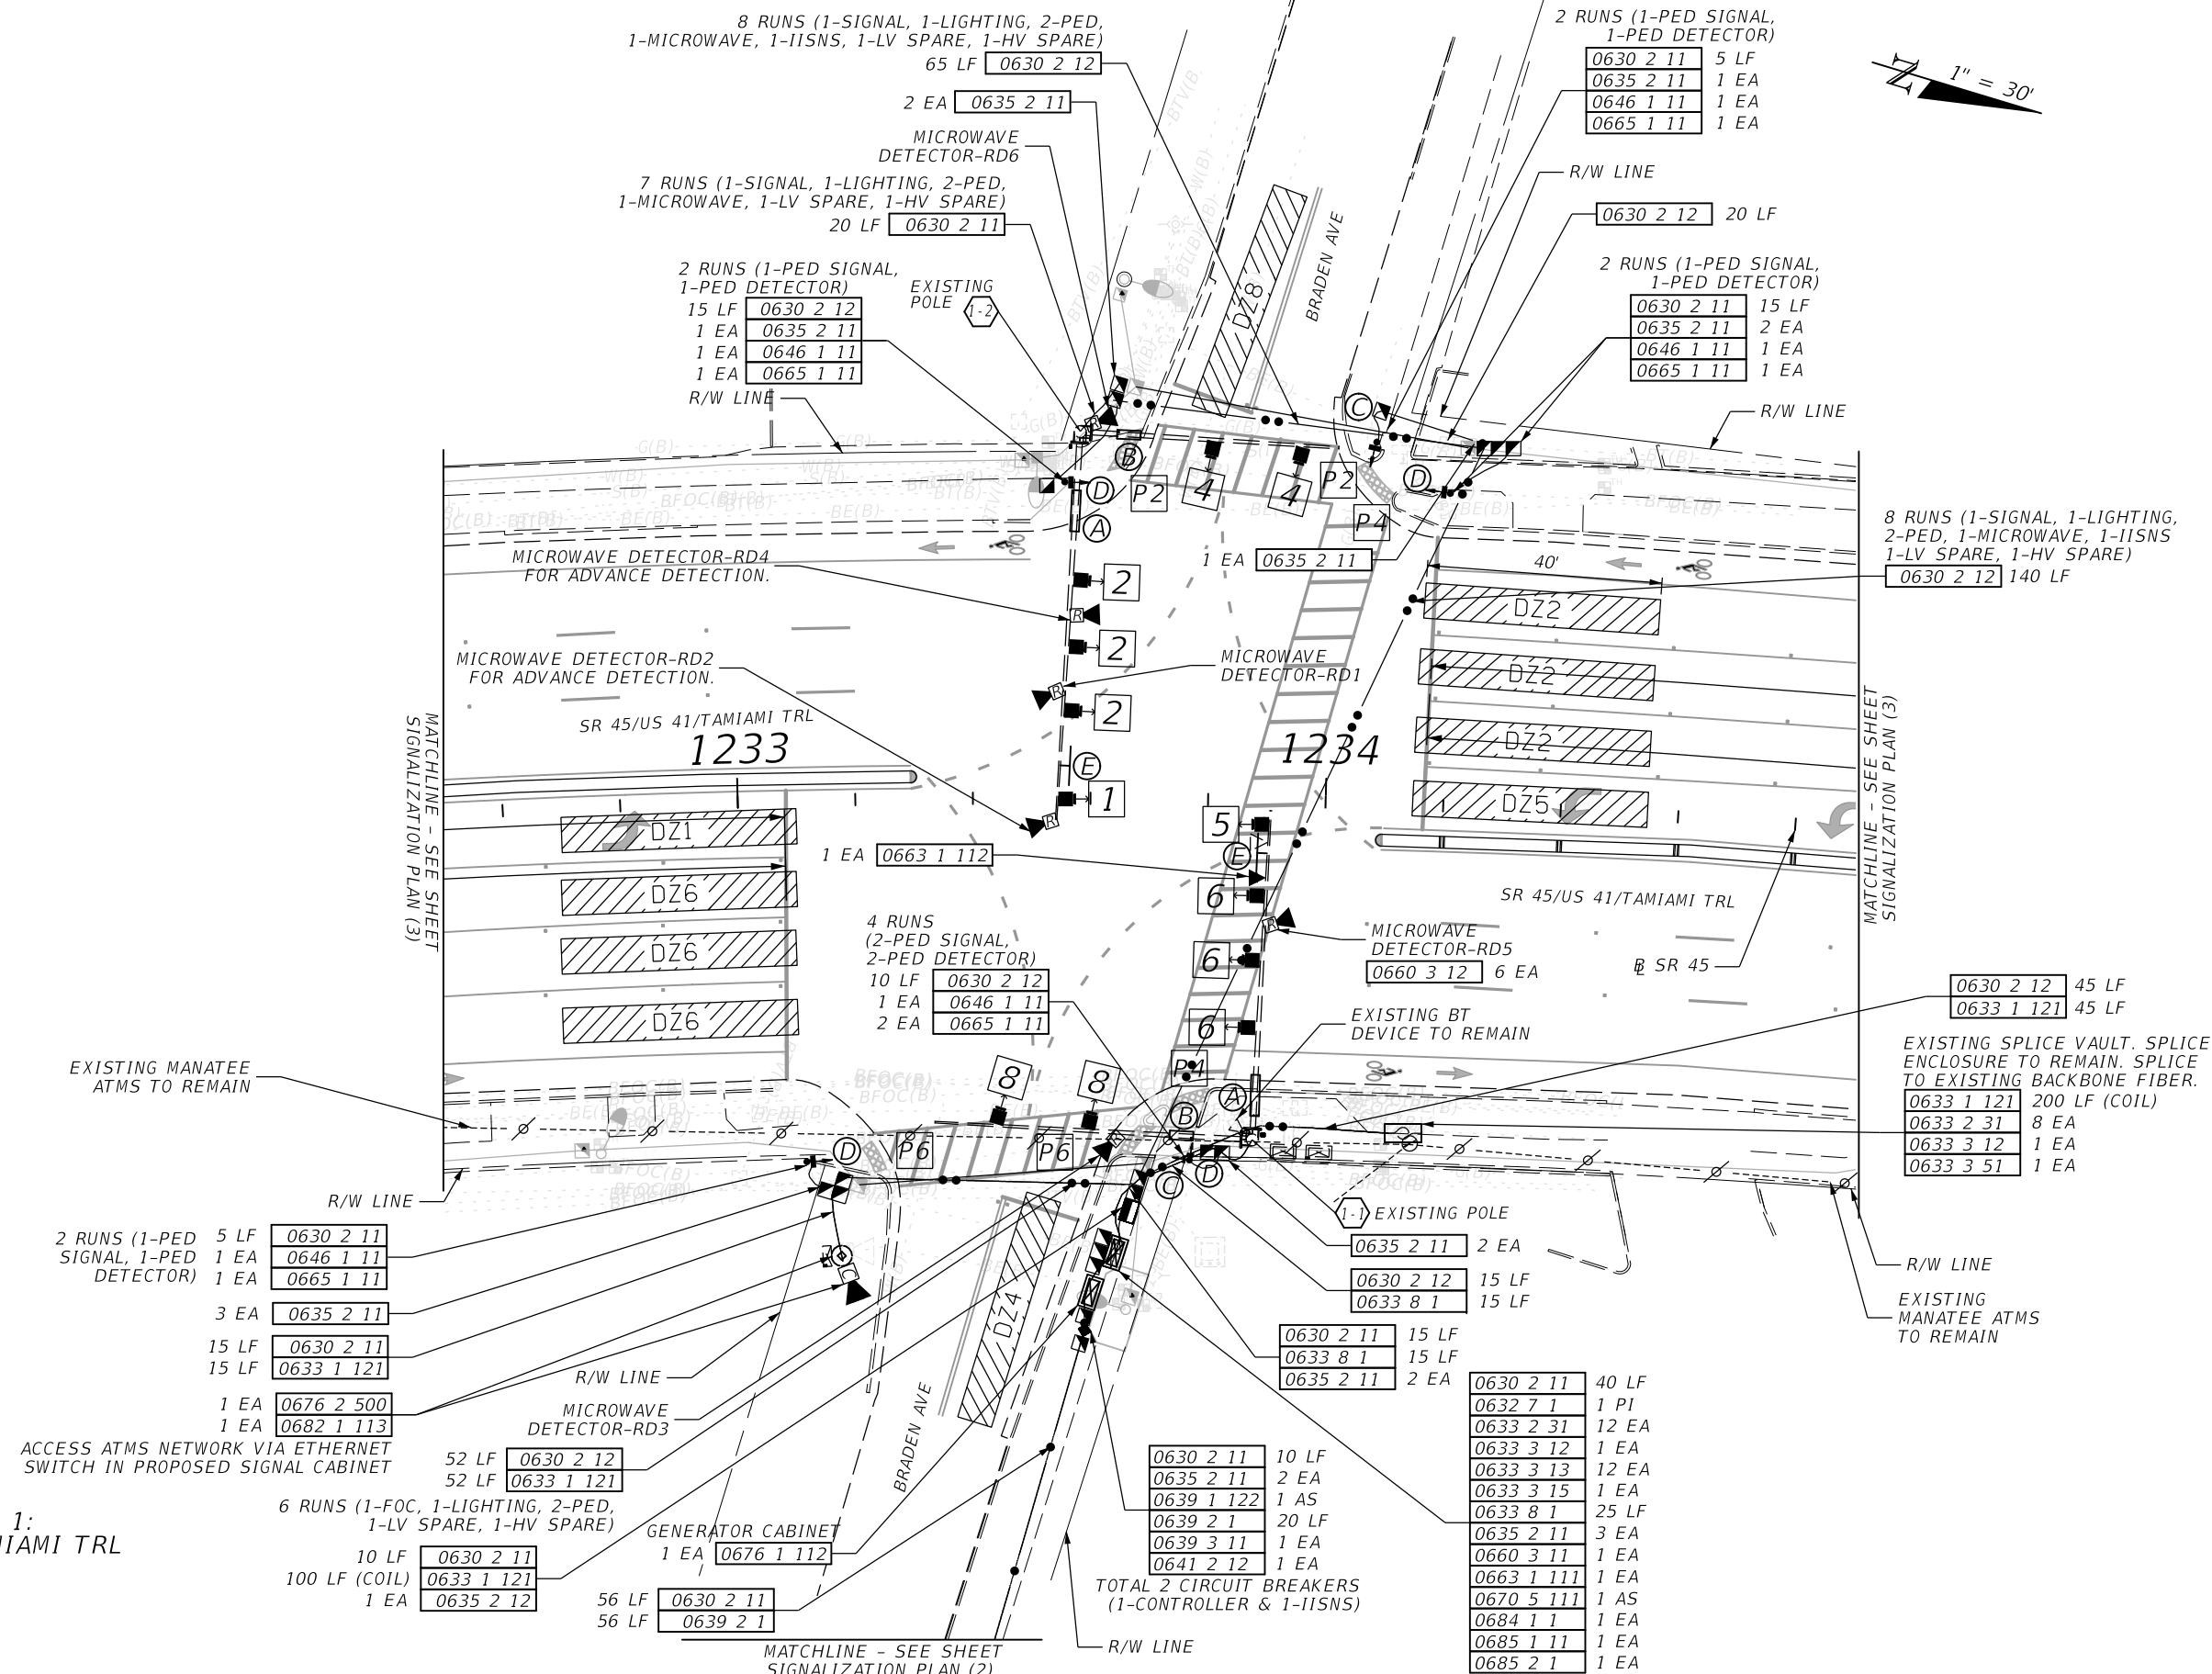 8 RUNS (1-SIGNAL, 1-LIGHTING, 2-PED,
1-MICROWAVE, 1-IISNS, 1-LV SPARE, 1-HV SPARE)
65 LF 0630 2 12
2 EA 0635 2 11
MICROWAVE
DETECTOR-RD6
7 RUNS (1-SIGNAL, 1-LIGHTING, 2-PED,
1-MICROWAVE, 1-LV SPARE, 1-HV SPARE)
20 LF 0630 2 11
2 RUNS (1-PED SIGNAL,
1-PED DETECTOR)
15 LF 0630 2 12
1 EA 0635 2 11
1 EA 0646 1 11
1 EA 0665 1 11
EXISTING
POLE
1-2
R/W LINE
2 RUNS (1-PED SIGNAL,
1-PED DETECTOR)
0630 2 11 5 LF
0635 2 11 1 EA
0646 1 11 1 EA
0665 1 11 1 EA
N
1" = 30'
R/W LINE
0630 2 12 20 LF
2 RUNS (1-PED SIGNAL,
1-PED DETECTOR)
0630 2 11 15 LF
0635 2 11 2 EA
0646 1 11 1 EA
0665 1 11 1 EA
R/W LINE
BRADEN AVE
DZ8
B
C
D
D
A
P2
4
4
P2
P4
8 RUNS (1-SIGNAL, 1-LIGHTING,
2-PED, 1-MICROWAVE, 1-IISNS
1-LV SPARE, 1-HV SPARE)
0630 2 12 140 LF
1 EA 0635 2 11
40'
MICROWAVE DETECTOR-RD4
FOR ADVANCE DETECTION.
2
R
2
MICROWAVE DETECTOR-RD2
FOR ADVANCE DETECTION.
R
MICROWAVE
DETECTOR-RD1
2
DZ2
DZ2
DZ2
DZ5
SR 45/US 41/TAMIAMI TRL
1233
1234
MATCHLINE - SEE SHEET
SIGNALIZATION PLAN (3)
MATCHLINE - SEE SHEET
SIGNALIZATION PLAN (3)
E
1
R
5
E
6
6
6
R
DZ1
DZ6
DZ6
DZ6
1 EA 0663 1 112
SR 45/US 41/TAMIAMI TRL
MICROWAVE
DETECTOR-RD5
0660 3 12 6 EA
SR 45
4 RUNS
(2-PED SIGNAL,
2-PED DETECTOR)
10 LF 0630 2 12
1 EA 0646 1 11
2 EA 0665 1 11
EXISTING BT
DEVICE TO REMAIN
0630 2 12 45 LF
0633 1 121 45 LF
EXISTING SPLICE VAULT. SPLICE
ENCLOSURE TO REMAIN. SPLICE
TO EXISTING BACKBONE FIBER.
0633 1 121 200 LF (COIL)
0633 2 31 8 EA
0633 3 12 1 EA
0633 3 51 1 EA
EXISTING MANATEE
ATMS TO REMAIN
8
8
P4
A
B
P6
P6
D
C
D
R
R/W LINE
1-1
EXISTING POLE
2 RUNS (1-PED
SIGNAL, 1-PED
DETECTOR)
5 LF 0630 2 11
1 EA 0646 1 11
1 EA 0665 1 11
3 EA 0635 2 11
15 LF 0630 2 11
15 LF 0633 1 121
1 EA 0676 2 500
1 EA 0682 1 113
ACCESS ATMS NETWORK VIA ETHERNET
SWITCH IN PROPOSED SIGNAL CABINET
C
DZ4
R/W LINE
MICROWAVE
DETECTOR-RD3
BRADEN AVE
52 LF 0630 2 12
52 LF 0633 1 121
6 RUNS (1-FOC, 1-LIGHTING, 2-PED,
1-LV SPARE, 1-HV SPARE)
10 LF 0630 2 11
100 LF (COIL) 0633 1 121
1 EA 0635 2 12
GENERATOR CABINET
1 EA 0676 1 112
56 LF 0630 2 11
56 LF 0639 2 1
0635 2 11 2 EA
0630 2 12 15 LF
0633 8 1 15 LF
0630 2 11 15 LF
0633 8 1 15 LF
0635 2 11 2 EA
R/W LINE
EXISTING
MANATEE ATMS
TO REMAIN
0630 2 11 10 LF
0635 2 11 2 EA
0639 1 122 1 AS
0639 2 1 20 LF
0639 3 11 1 EA
0641 2 12 1 EA
TOTAL 2 CIRCUIT BREAKERS
(1-CONTROLLER & 1-IISNS)
0630 2 11 40 LF
0632 7 1 1 PI
0633 2 31 12 EA
0633 3 12 1 EA
0633 3 13 12 EA
0633 3 15 1 EA
0633 8 1 25 LF
0635 2 11 3 EA
0660 3 11 1 EA
0663 1 111 1 EA
0670 5 111 1 AS
0684 1 1 1 EA
0685 1 11 1 EA
0685 2 1 1 EA
R/W LINE
MATCHLINE - SEE SHEET
SIGNALIZATION PLAN (2)
1:
IAMI TRL